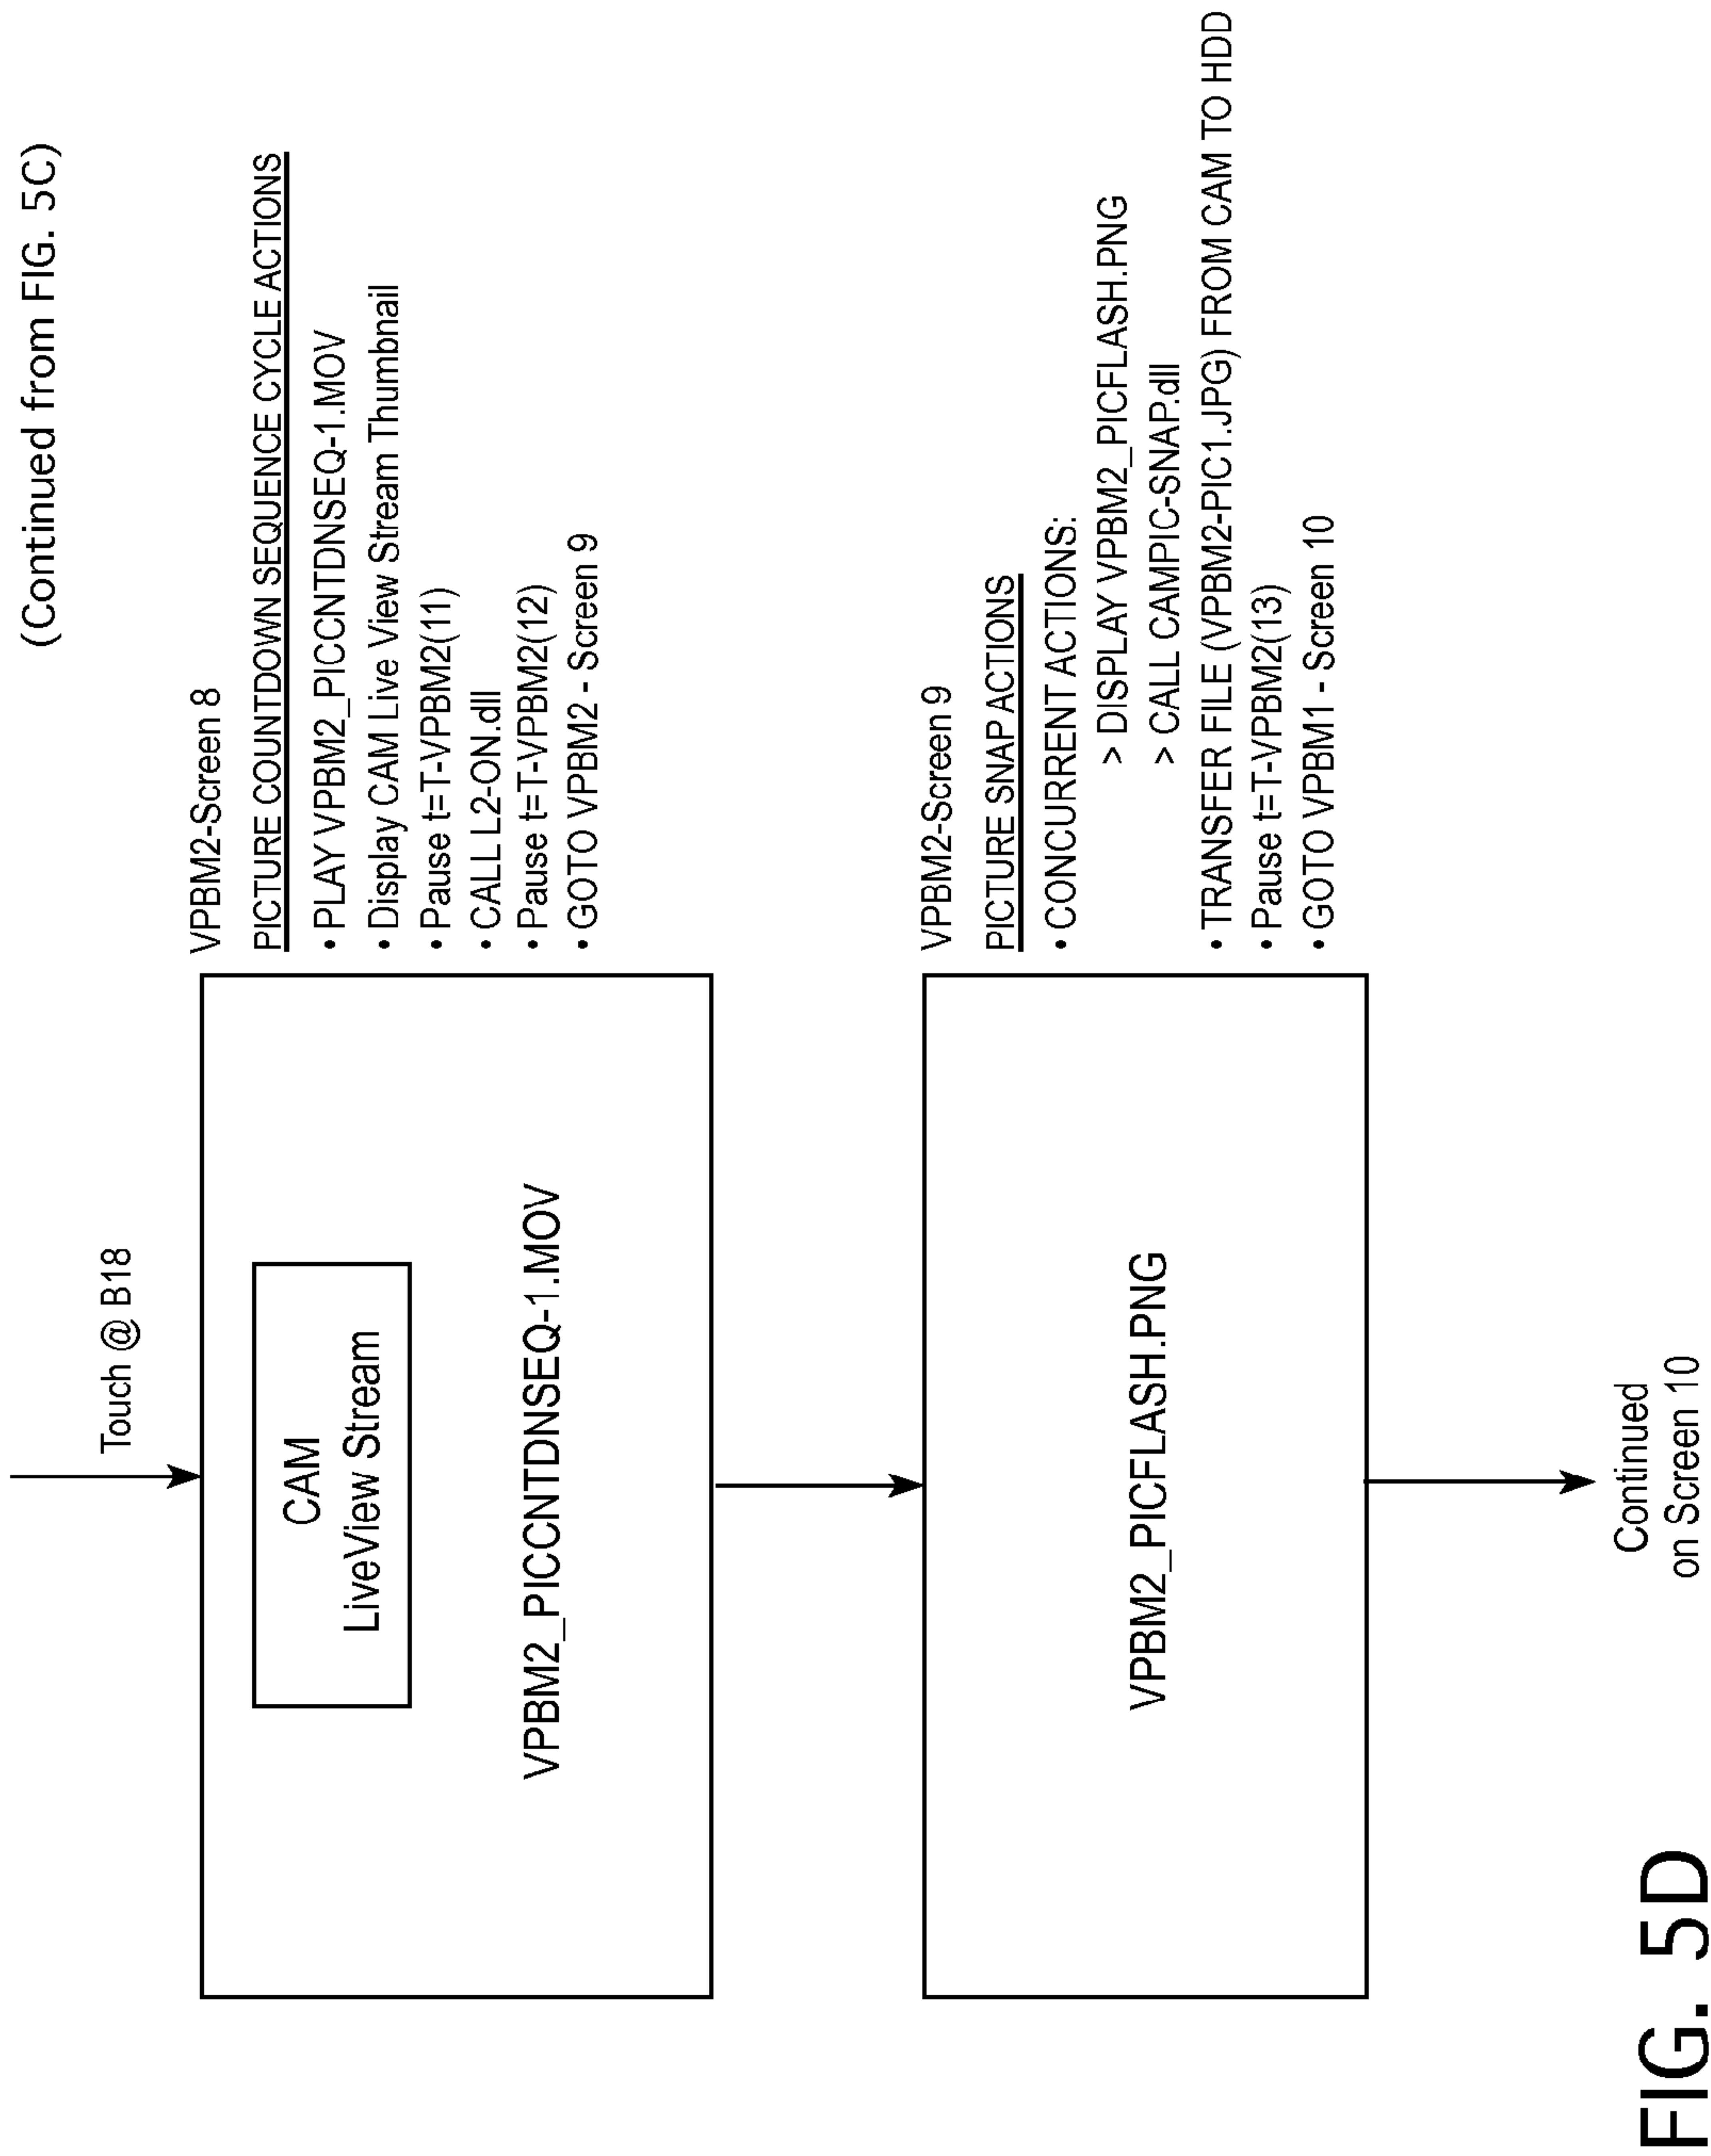 (Continued from FIG. 5C)
Touch @ B18
CAM
LiveView Stream
VPBM2_PICCNTDNSEQ-1.MOV
VPBM2-Screen 8
PICTURE COUNTDOWN SEQUENCE CYCLE ACTIONS
• PLAY VPBM2_PICCNTDNSEQ-1.MOV
• Display CAM Live View Stream Thumbnail
• Pause t=T-VPBM2(11)
• CALL L2-ON.dll
• Pause t=T-VPBM2(12)
• GOTO VPBM2 - Screen 9
VPBM2_PICFLASH.PNG
VPBM2-Screen 9
PICTURE SNAP ACTIONS
• CONCURRENT ACTIONS:
> DISPLAY VPBM2_PICFLASH.PNG
> CALL CAMPIC-SNAP.dll
• TRANSFER FILE (VPBM2-PIC1.JPG) FROM CAM TO HDD
• Pause t=T-VPBM2(13)
• GOTO VPBM1 - Screen 10
Continued
on Screen 10
FIG. 5D